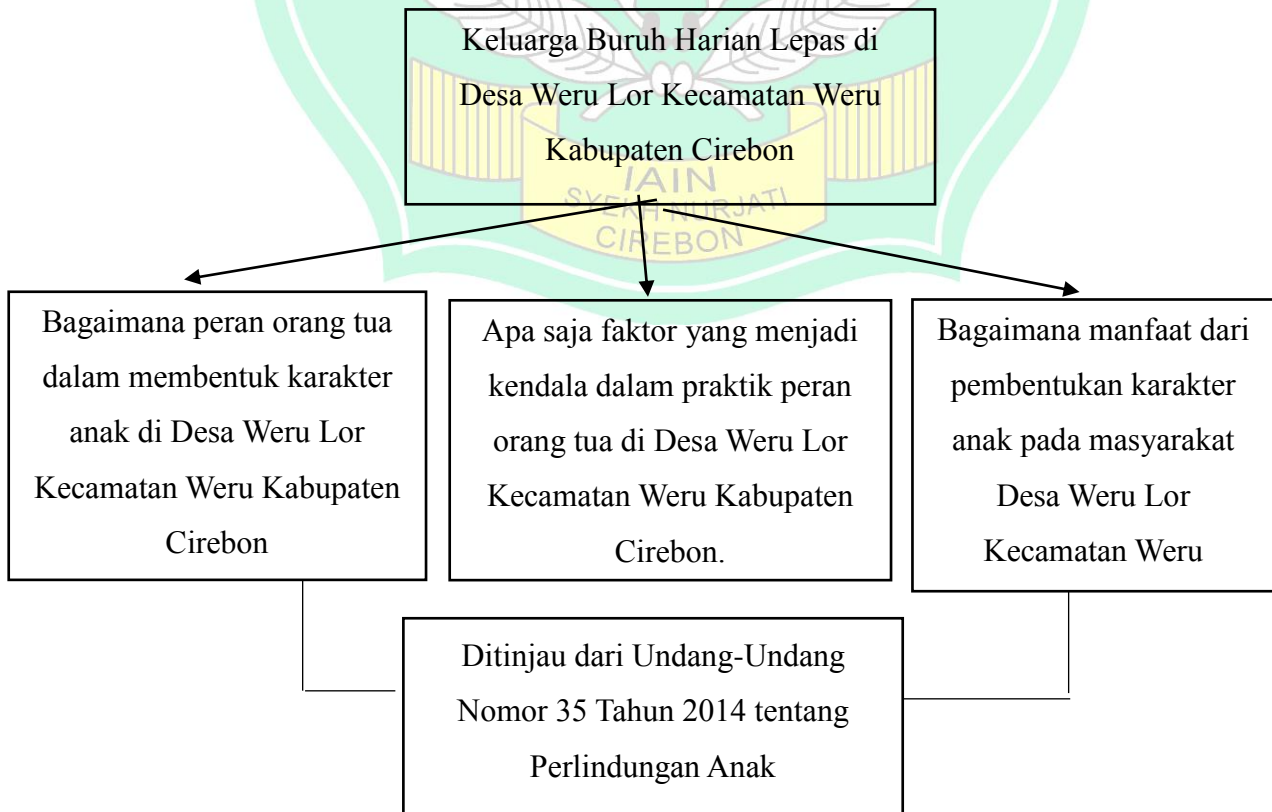 Keluarga Buruh Harian Lepas di
Desa Weru Lor Kecamatan Weru
Kabupaten Cirebon
IAIN
SYEKH NURJATI
CIREBON
Bagaimana peran orang tua
dalam membentuk karakter
anak di Desa Weru Lor
Kecamatan Weru Kabupaten
Cirebon
Apa saja faktor yang menjadi
kendala dalam praktik peran
orang tua di Desa Weru Lor
Kecamatan Weru Kabupaten
Cirebon.
Bagaimana manfaat dari
pembentukan karakter
anak pada masyarakat
Desa Weru Lor
Kecamatan Weru
Ditinjau dari Undang-Undang
Nomor 35 Tahun 2014 tentang
Perlindungan Anak